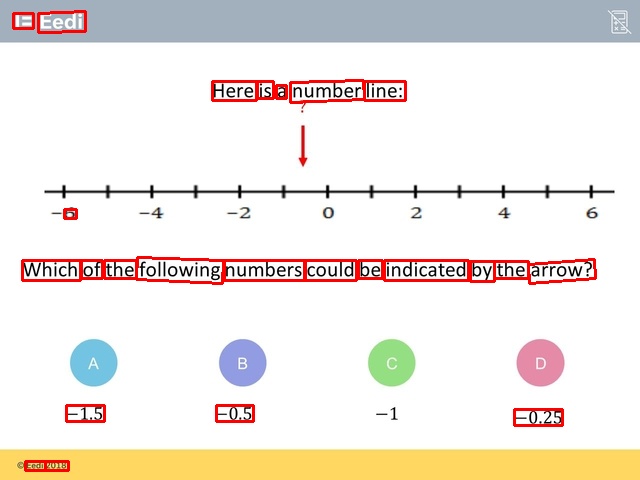 Eedi
Here is a number line:
?
−6 −4 −2 0 2 4 6
Which of the following numbers could be indicated by the arrow?
A B C D
−1.5 −0.5 −1 −0.25
© Eedi 2018